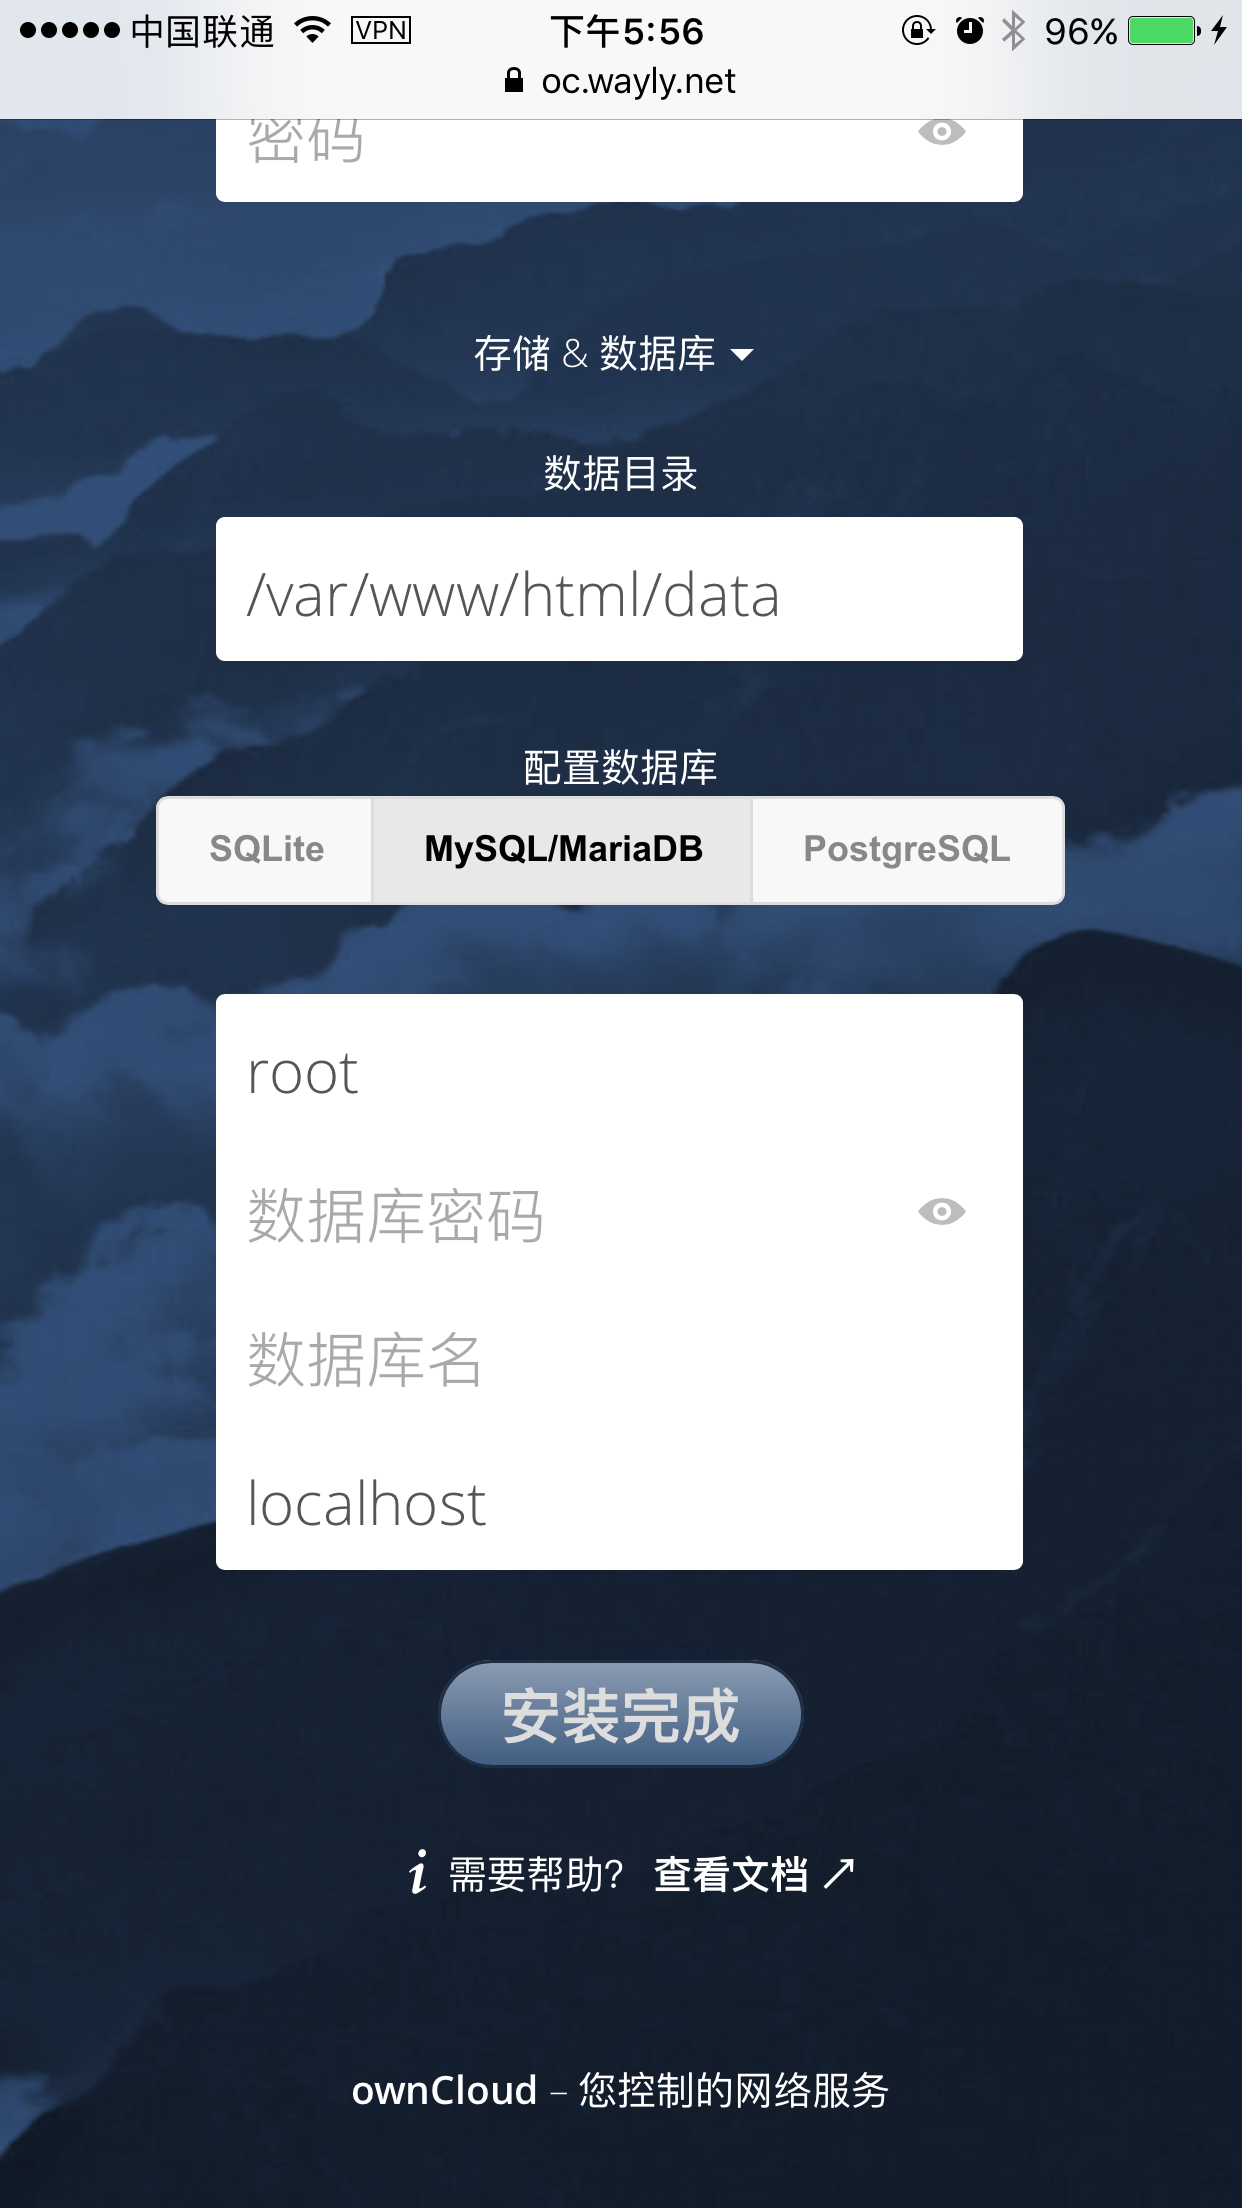 中国联通 VPN 下午5:56 96%
oc.wayly.net
密码
存储 & 数据库
数据目录
/var/www/html/data
配置数据库
SQLite MySQL/MariaDB PostgreSQL
root
数据库密码
数据库名
localhost
安装完成
i 需要帮助? 查看文档 ↗
ownCloud – 您控制的网络服务